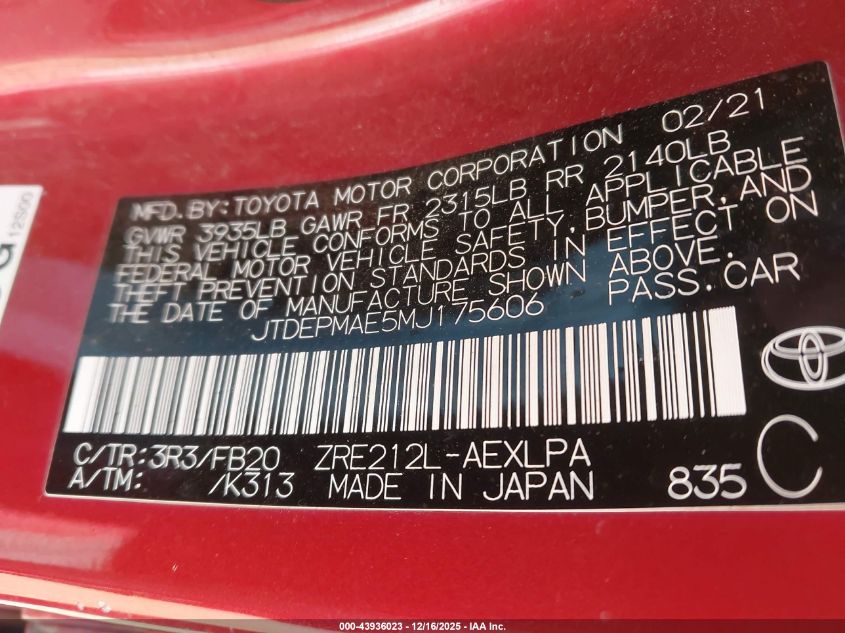 12S00
MFD.BY:TOYOTA MOTOR CORPORATION 02/21
GVWR 3935LB GAWR FR 2315LB RR 2140LB
THIS VEHICLE CONFORMS TO ALL APPLICABLE
FEDERAL MOTOR VEHICLE SAFETY,BUMPER,AND
THEFT PREVENTION STANDARDS IN EFFECT ON
THE DATE OF MANUFACTURE SHOWN ABOVE.
JTDEPMAE5MJ175606 PASS.CAR
C/TR:3R3/FB20 ZRE212L-AEXLPA
A/TM: /K313 MADE IN JAPAN 835 C
000-43936023 - 12/16/2025 - IAA Inc.